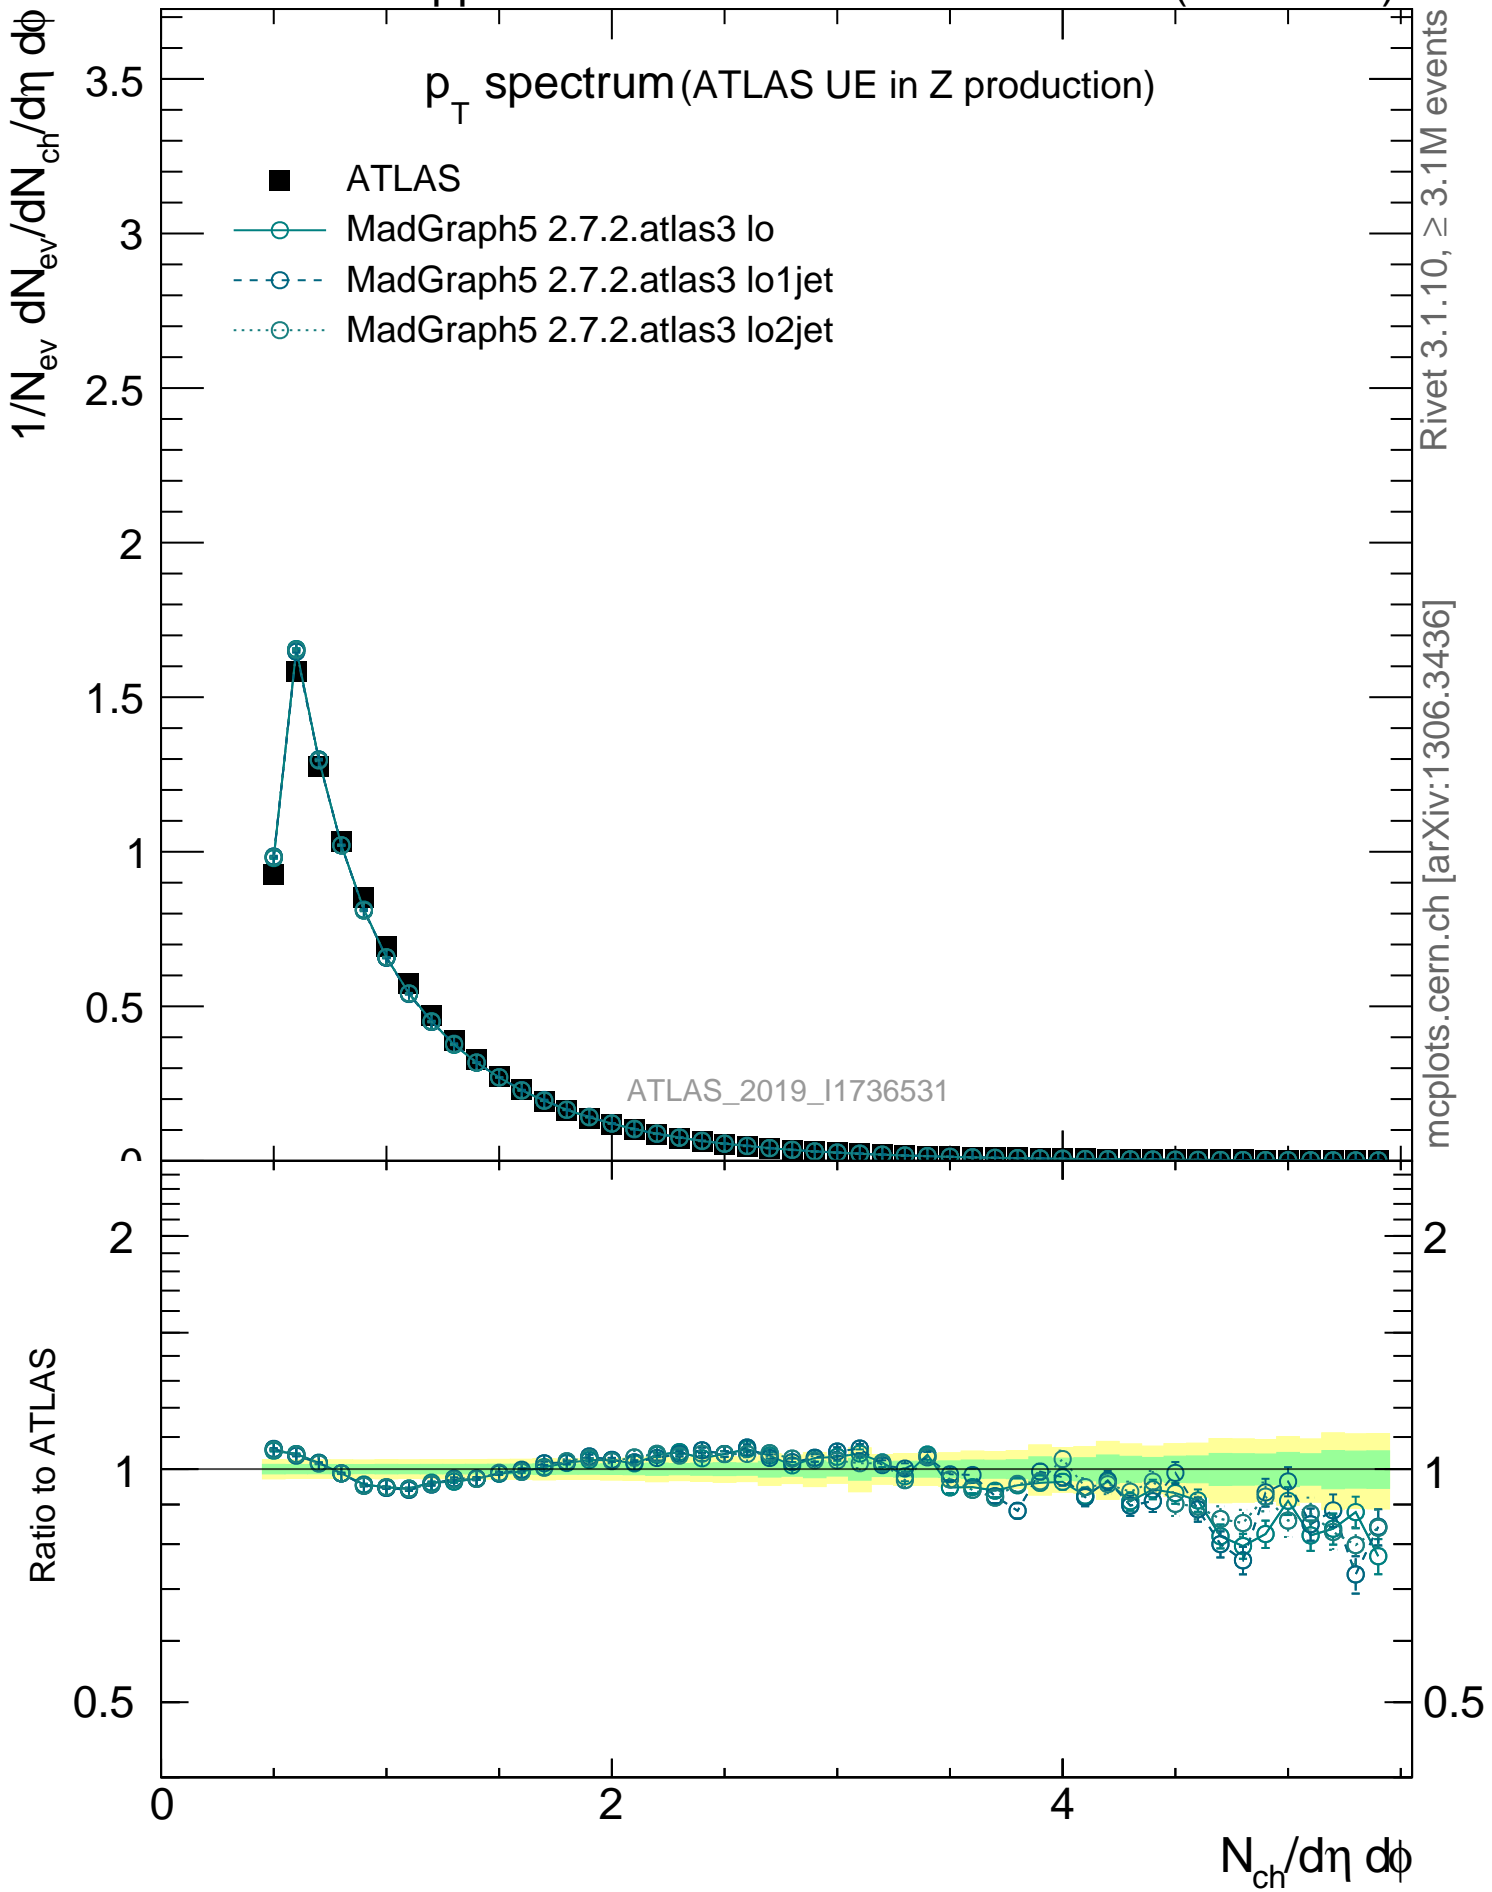 pp
1/N_ev dN_ev/dN_ch/dη dϕ
p_T spectrum (ATLAS UE in Z production)
ATLAS
MadGraph5 2.7.2.atlas3 lo
MadGraph5 2.7.2.atlas3 lo1jet
MadGraph5 2.7.2.atlas3 lo2jet
3.5
3
2.5
2
1.5
1
0.5
0
ATLAS_2019_I1736531
Rivet 3.1.10, ≥ 3.1M events
mcplots.cern.ch [arXiv:1306.3436]
Ratio to ATLAS
2
1
0.5
2
1
0.5
0
2
4
N_ch/dη dϕ